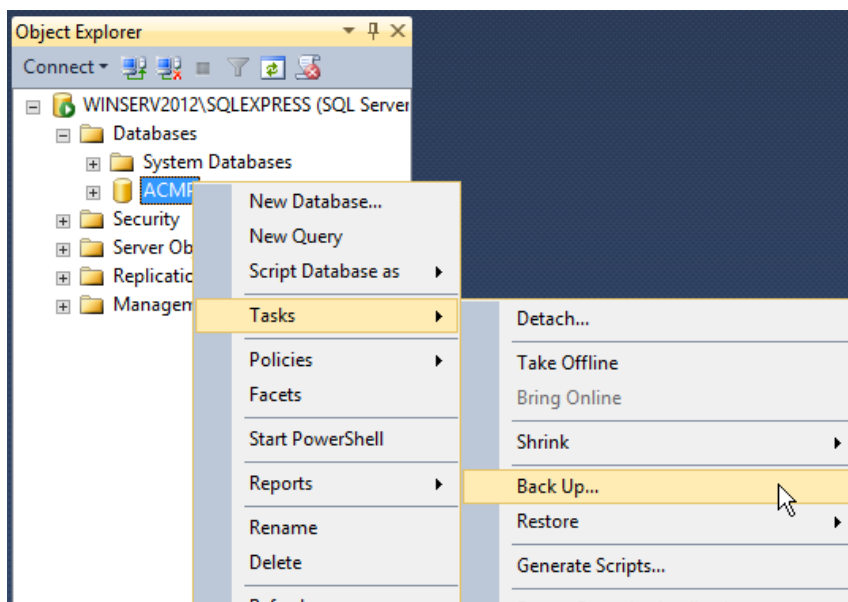 Object Explorer
Connect
WINSERV2012\SQLEXPRESS (SQL Server
Databases
System Databases
ACMP
Security
Server Ob
Replicatic
Managem
New Database...
New Query
Script Database as
Tasks
Policies
Facets
Start PowerShell
Reports
Rename
Delete
Detach...
Take Offline
Bring Online
Shrink
Back Up...
Restore
Generate Scripts...